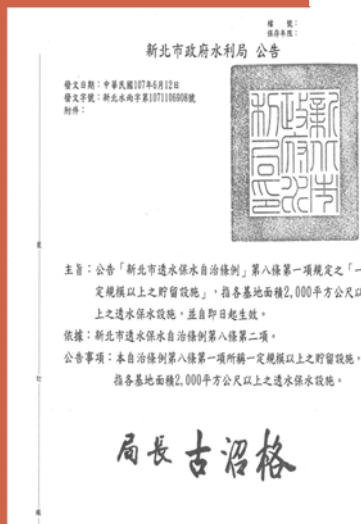 檔　號：
保存年限：
新北市政府水利局 公告
發文日期：中華民國107年6月12日
發文字號：新北水雨字第1071106608號
附件：
新北市
政府水
利局印
主旨：公告「新北市透水保水自治條例」第八條第一項規定之「一
定規模以上之貯留設施」，指各基地面積2,000平方公尺以
上之透水保水設施，並自即日起生效。
依據：新北市透水保水自治條例第八條第二項。
公告事項：本自治條例第八條第一項所稱一定規模以上之貯留設施，
指各基地面積2,000平方公尺以上之透水保水設施。
局長 古沼格